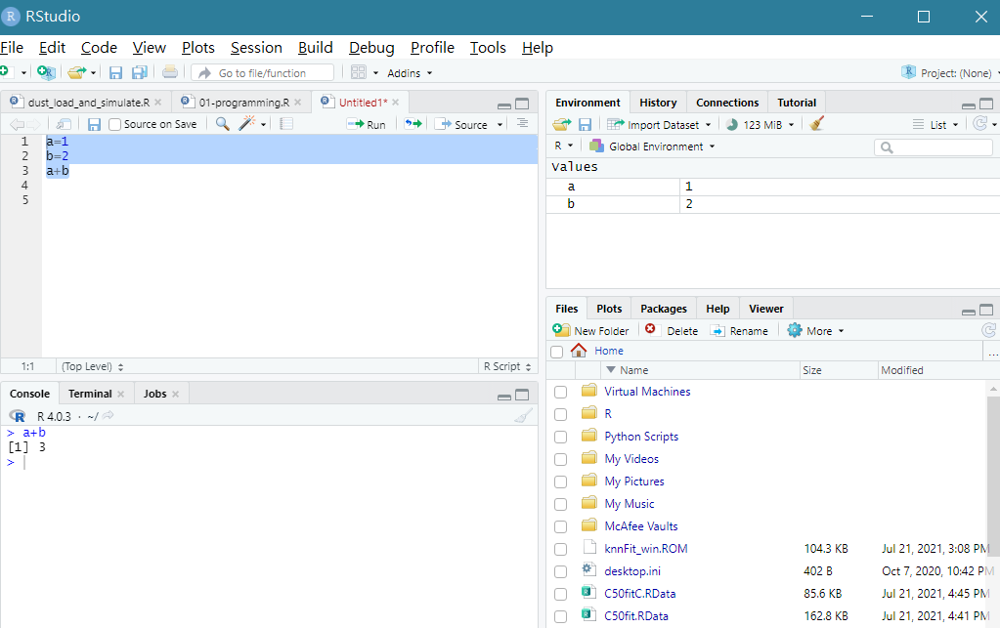 RStudio
File Edit Code View Plots Session Build Debug Profile Tools Help
Go to file/function Addins Project: (None)
dust_load_and_simulate.R 01-programming.R Untitled1*
Source on Save Run Source
1 a=1
2 b=2
3 a+b
4
5
1:1 (Top Level) R Script
Console Terminal Jobs
R 4.0.3 · ~/
> a+b
[1] 3
>
Environment History Connections Tutorial
Import Dataset 123 MiB List
R Global Environment
Values
a 1
b 2
Files Plots Packages Help Viewer
New Folder Delete Rename More
Home ...
Name Size Modified
Virtual Machines
R
Python Scripts
My Videos
My Pictures
My Music
McAfee Vaults
knnFit_win.ROM 104.3 KB Jul 21, 2021, 3:08 PM
desktop.ini 402 B Oct 7, 2020, 10:42 PM
C50fitC.RData 85.6 KB Jul 21, 2021, 4:45 PM
C50fit.RData 162.8 KB Jul 21, 2021, 4:41 PM